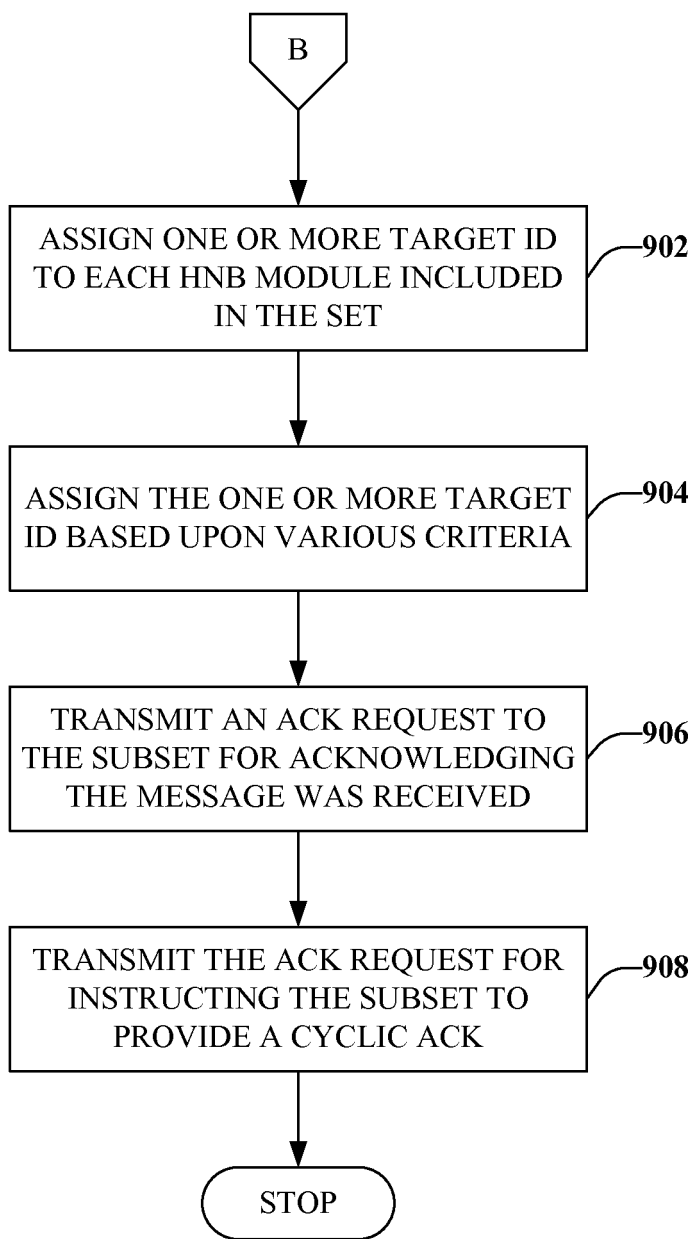 B
ASSIGN ONE OR MORE TARGET ID
TO EACH HNB MODULE INCLUDED
IN THE SET
902
ASSIGN THE ONE OR MORE TARGET
ID BASED UPON VARIOUS CRITERIA
904
TRANSMIT AN ACK REQUEST TO
THE SUBSET FOR ACKNOWLEDGING
THE MESSAGE WAS RECEIVED
906
TRANSMIT THE ACK REQUEST FOR
INSTRUCTING THE SUBSET TO
PROVIDE A CYCLIC ACK
908
STOP